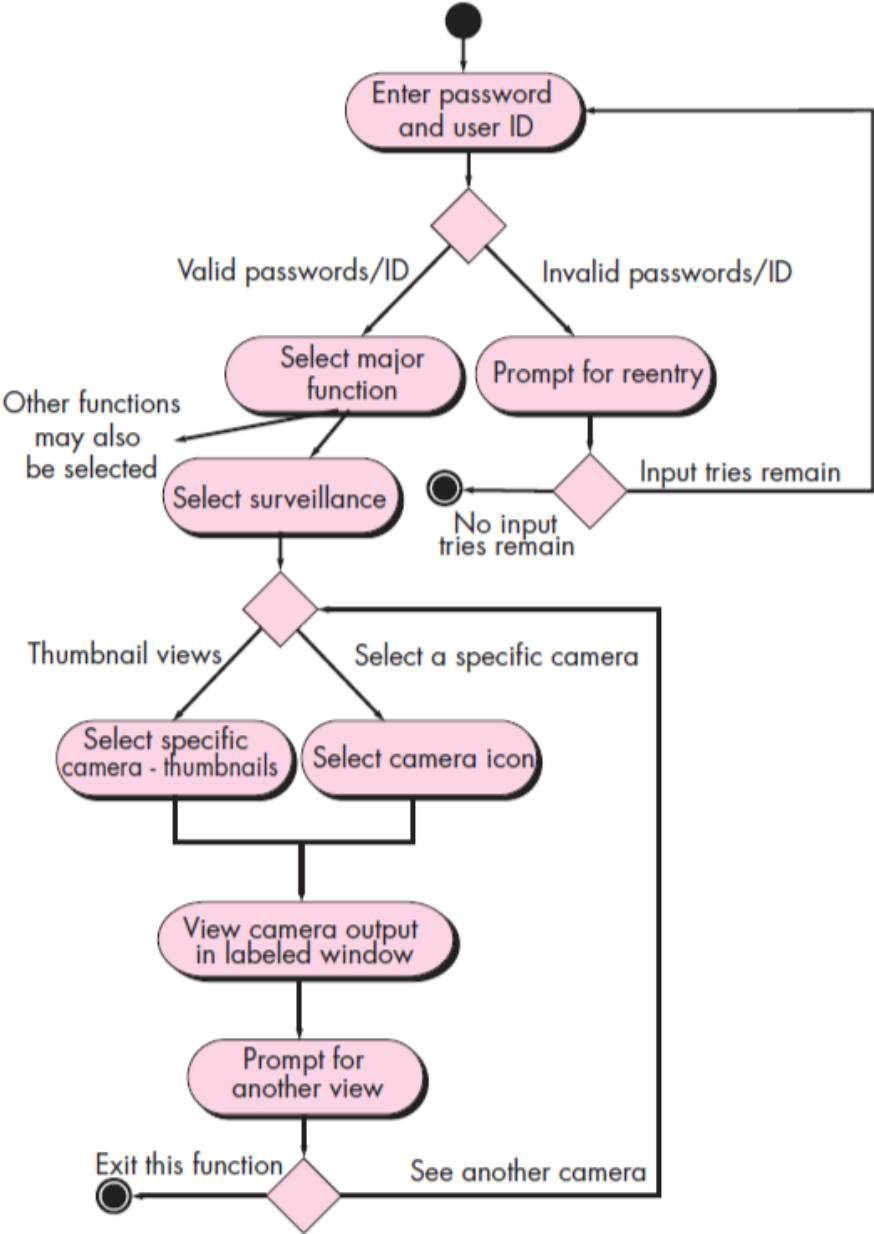 Enter password
and user ID
Valid passwords/ID
Invalid passwords/ID
Select major
function
Prompt for reentry
Other functions
may also
be selected
Select surveillance
Input tries remain
No input
tries remain
Thumbnail views
Select a specific camera
Select specific
camera - thumbnails
Select camera icon
View camera output
in labeled window
Prompt for
another view
Exit this function
See another camera